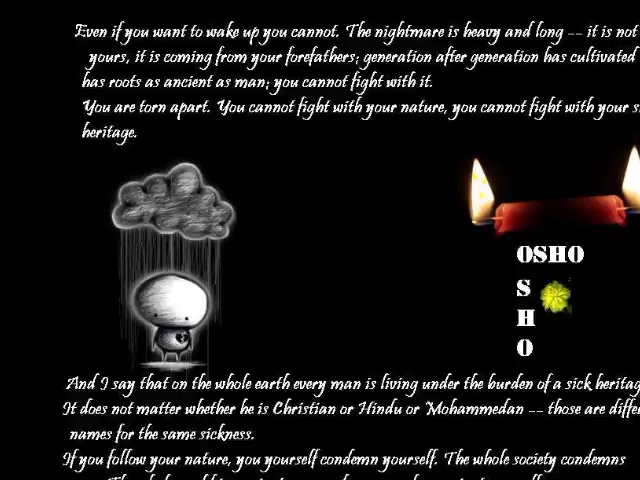 Even if you want to wake up you cannot. The nightmare is heavy and long -- it is not
yours, it is coming from your forefathers; generation after generation has cultivated
has roots as ancient as man; you cannot fight with it.
You are torn apart. You cannot fight with your nature, you cannot fight with your
heritage.
OSHO
S
H
O
And I say that on the whole earth every man is living under the burden of a sick
It does not matter whether he is Christian or Hindu or Mohammedan -- those are
names for the same sickness.
If you follow your nature, you yourself condemn yourself. The whole society condemns